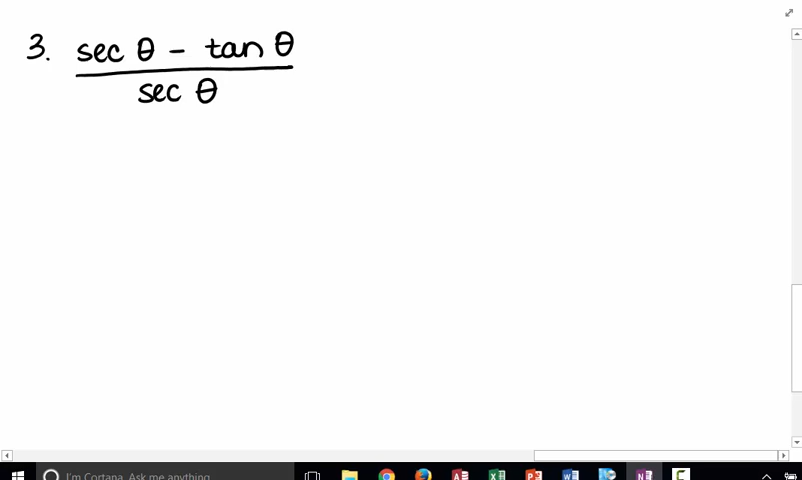 3. sec θ - tan θ
sec θ
I'm Cortana. Ask me anything.